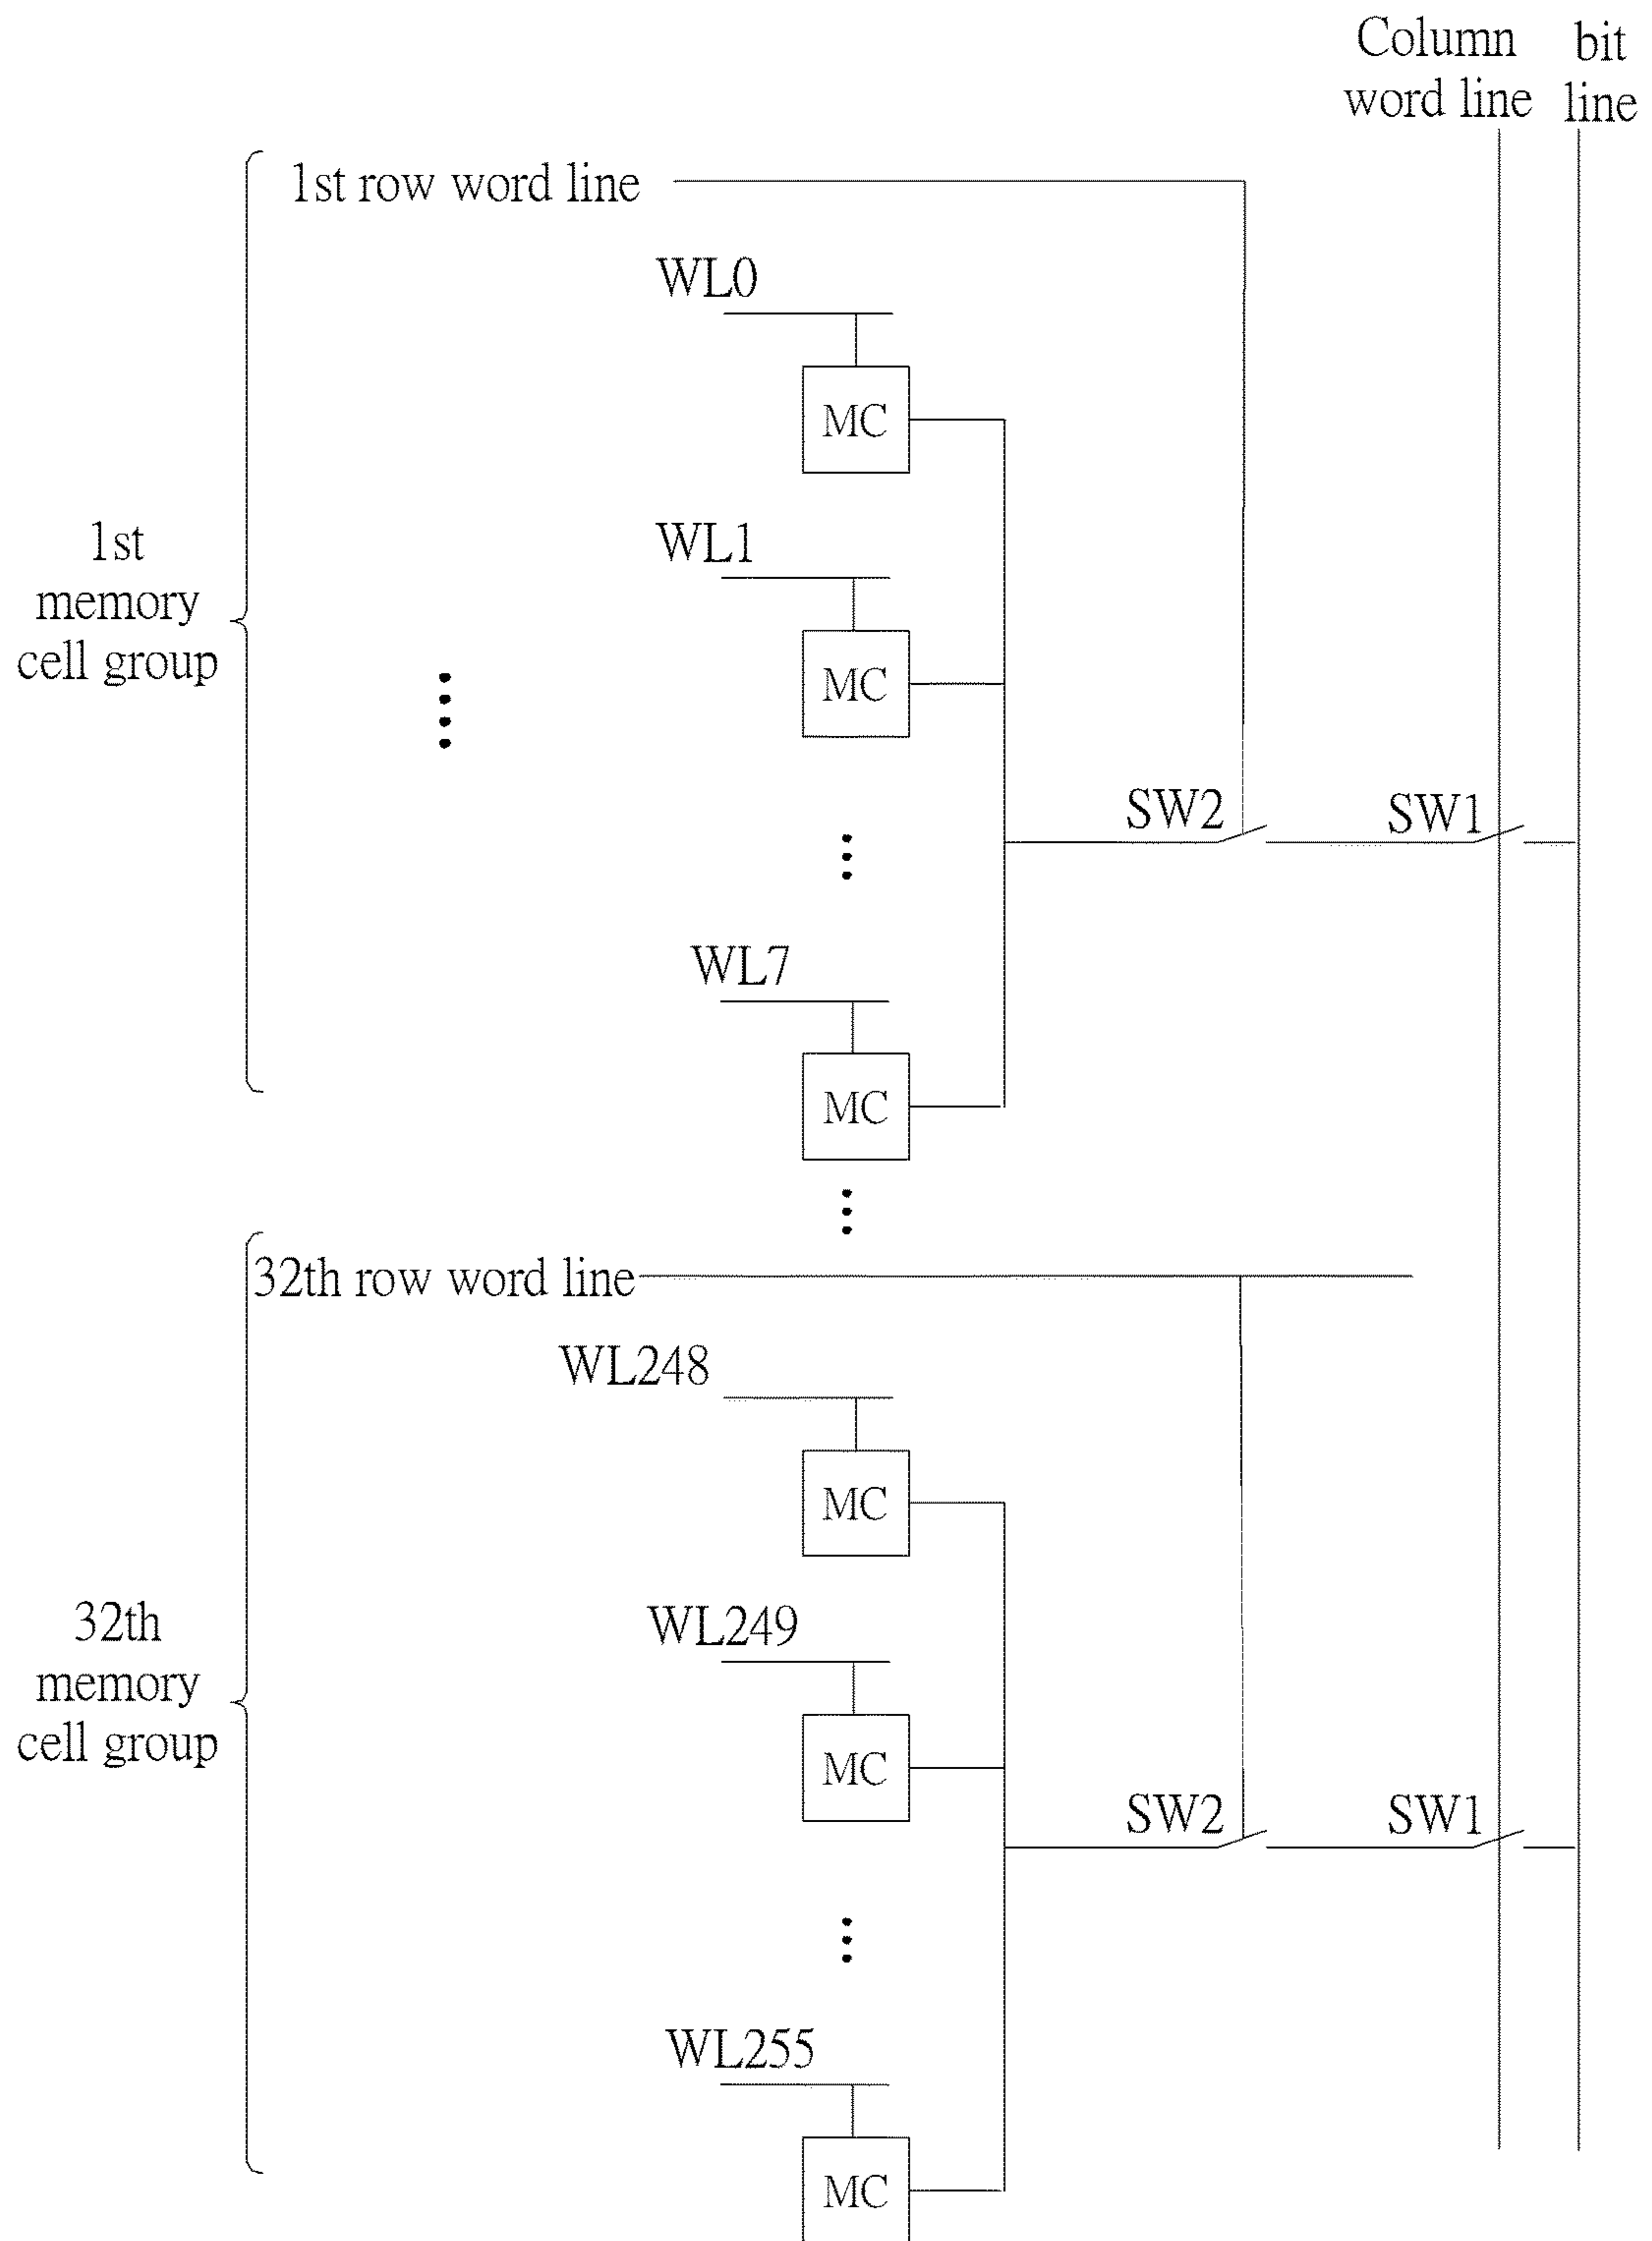 Column
word line
bit
line
1st row word line
WL0
MC
WL1
MC
1st
memory
cell group
SW2
SW1
WL7
MC
32th row word line
WL248
MC
WL249
MC
32th
memory
cell group
SW2
SW1
WL255
MC